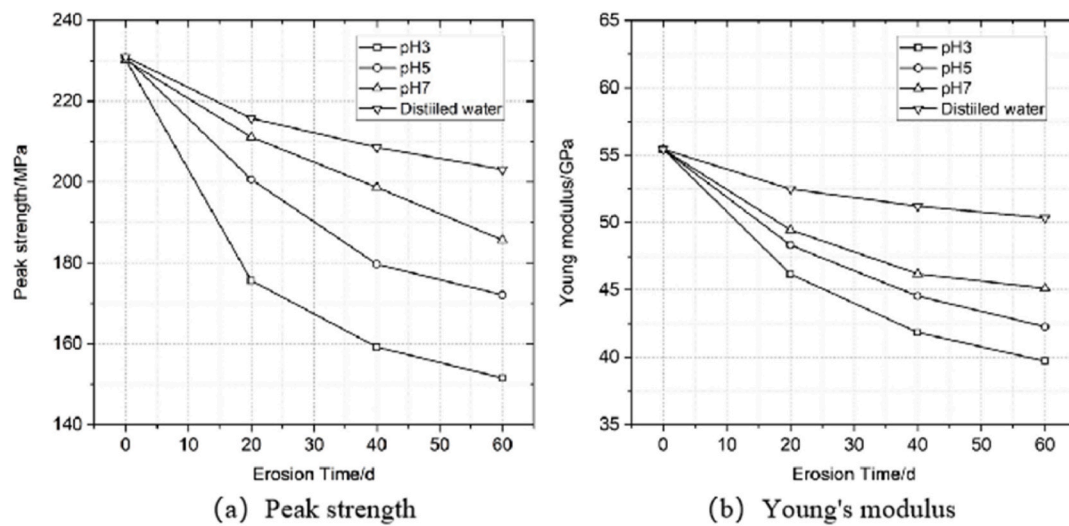 240
220
200
180
160
140
Peak strength/MPa
pH3
pH5
pH7
Distiiled water
0 10 20 30 40 50 60
Erosion Time/d
(a) Peak strength
65
60
55
50
45
40
35
Young modulus/GPa
pH3
pH5
pH7
Distiiled water
0 10 20 30 40 50 60
Erosion Time/d
(b) Young's modulus